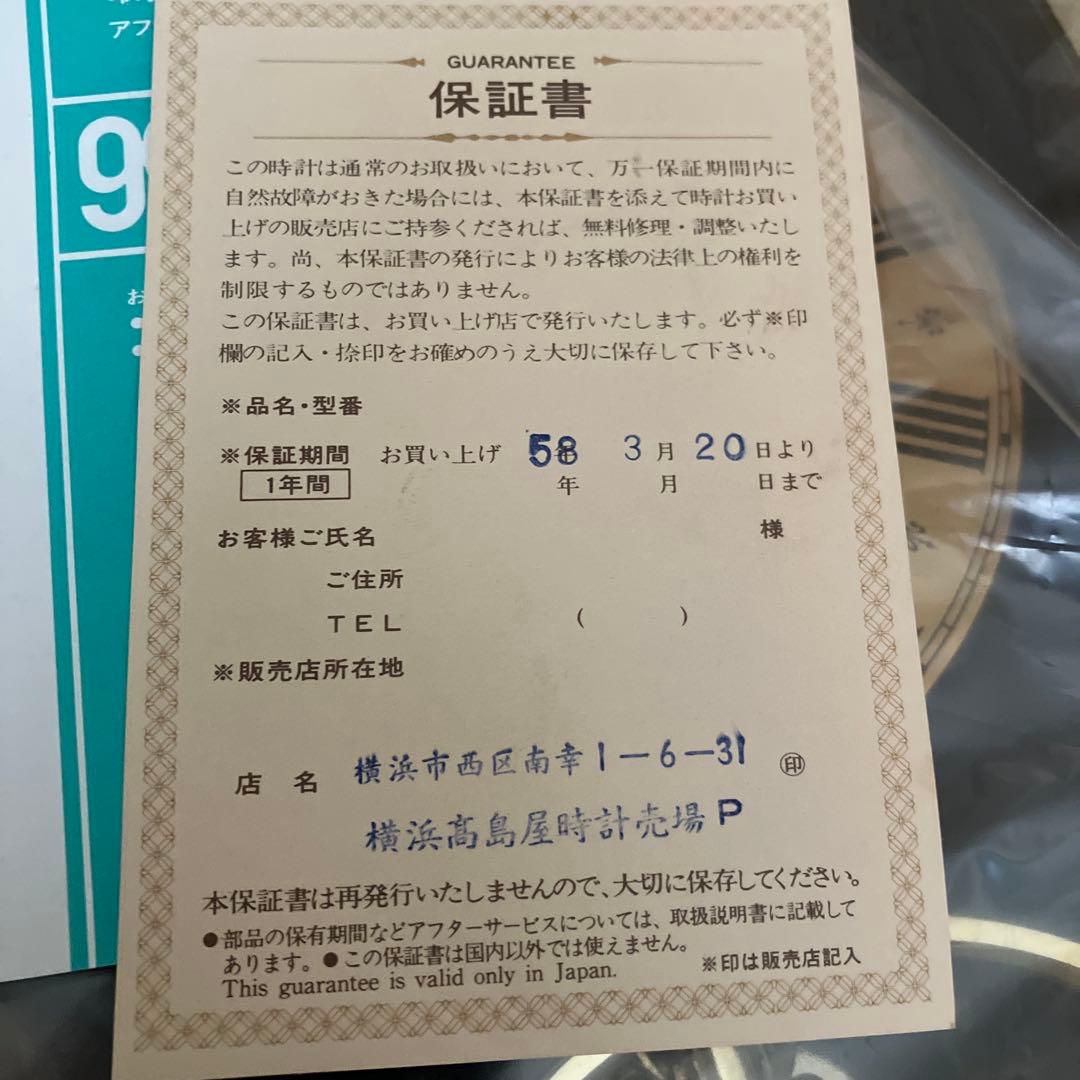 アフ
9
お
GUARANTEE
保証書
この時計は通常のお取扱いにおいて、万一保証期間内に
自然故障がおきた場合には、本保証書を添えて時計お買い
上げの販売店にご持参くだされば、無料修理・調整いたし
ます。尚、本保証書の発行によりお客様の法律上の権利を
制限するものではありません。
この保証書は、お買い上げ店で発行いたします。必ず※印
欄の記入・捺印をお確めのうえ大切に保存して下さい。
※品名・型番
※保証期間 お買い上げ 58年 3月 20日より
1年間 年 月 日まで
お客様ご氏名 様
ご住所
TEL ( )
※販売店所在地
横浜市西区南幸1-6-31
店 名 ㊞
横浜髙島屋時計売場P
本保証書は再発行いたしませんので、大切に保存してください。
●部品の保有期間などアフターサービスについては、取扱説明書に記載して
あります。●この保証書は国内以外では使えません。
This guarantee is valid only in Japan.
※印は販売店記入